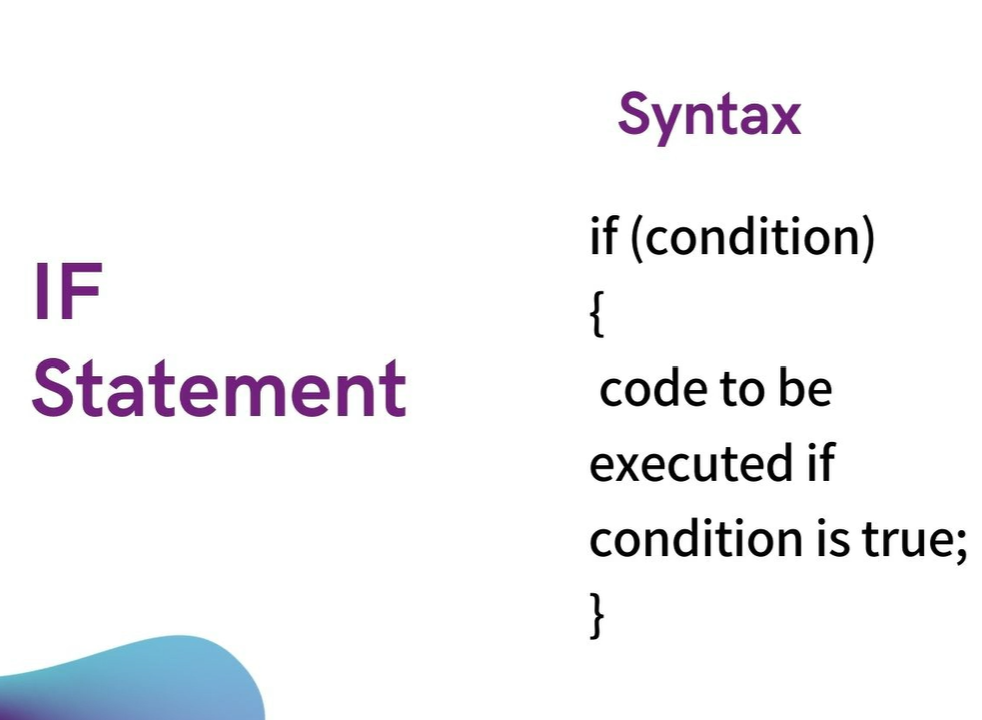 IF
Statement
Syntax
if (condition)
{
code to be
executed if
condition is true;
}